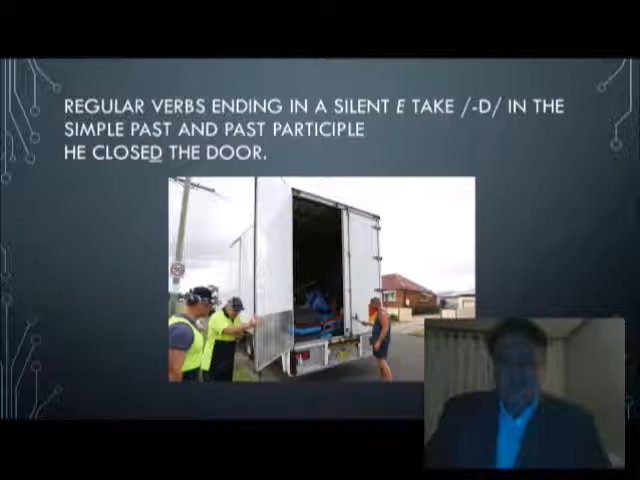 REGULAR VERBS ENDING IN A SILENT E TAKE /-D/ IN THE
SIMPLE PAST AND PAST PARTICIPLE
HE CLOSED THE DOOR.